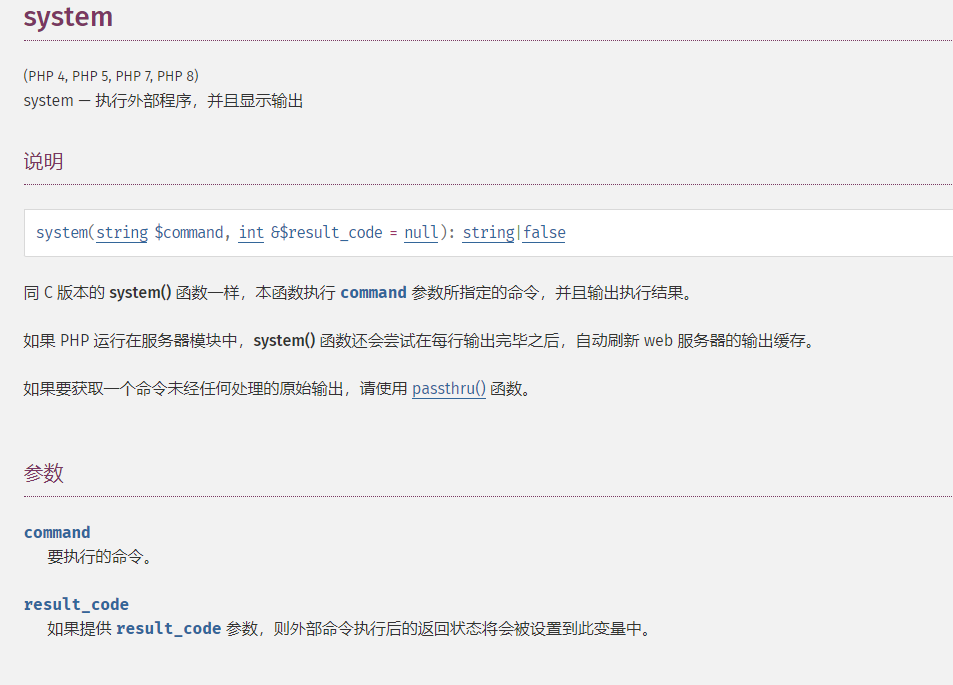 system
(PHP 4, PHP 5, PHP 7, PHP 8)
system — 执行外部程序，并且显示输出
说明
system(string $command, int &$result_code = null): string|false
同 C 版本的 system() 函数一样，本函数执行 command 参数所指定的命令，并且输出执行结果。
如果 PHP 运行在服务器模块中，system() 函数还会尝试在每行输出完毕之后，自动刷新 web 服务器的输出缓存。
如果要获取一个命令未经任何处理的原始输出，请使用 passthru() 函数。
参数
command
要执行的命令。
result_code
如果提供 result_code 参数，则外部命令执行后的返回状态将会被设置到此变量中。